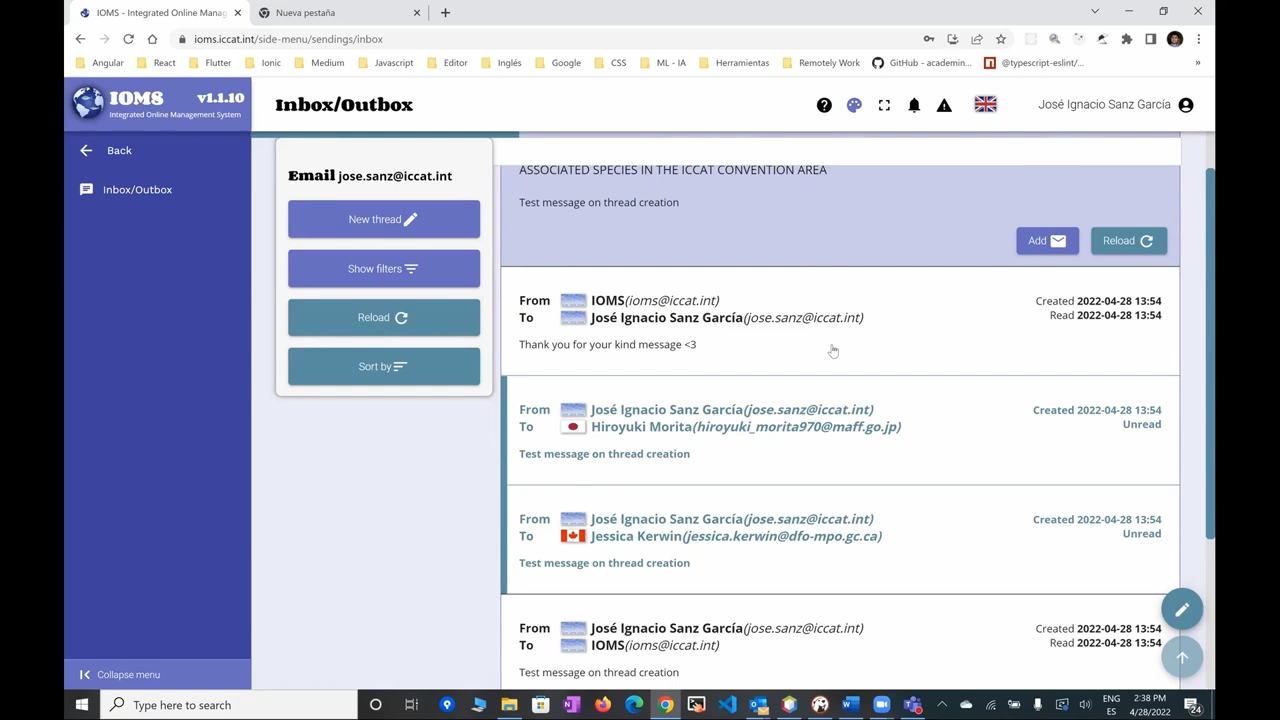 IOMS - Integrated Online Manag
Nueva pestaña
ioms.iccat.int/side-menu/sendings/inbox
Angular
React
Flutter
Ionic
Medium
Javascript
Editor
Inglés
Google
CSS
ML - IA
Herramientas
Remotely Work
GitHub - academin...
@typescript-eslint/...
»
IOMS v1.1.10
Integrated Online Management System
Inbox/Outbox
José Ignacio Sanz García
Back
Inbox/Outbox
Email jose.sanz@iccat.int
New thread
Show filters
Reload
Sort by
ASSOCIATED SPECIES IN THE ICCAT CONVENTION AREA
Test message on thread creation
Add
Reload
From IOMS(ioms@iccat.int)
Created 2022-04-28 13:54
To José Ignacio Sanz García(jose.sanz@iccat.int)
Read 2022-04-28 13:54
Thank you for your kind message <3
From José Ignacio Sanz García(jose.sanz@iccat.int)
Created 2022-04-28 13:54
To Hiroyuki Morita(hiroyuki_morita970@maff.go.jp)
Unread
Test message on thread creation
From José Ignacio Sanz García(jose.sanz@iccat.int)
Created 2022-04-28 13:54
To Jessica Kerwin(jessica.kerwin@dfo-mpo.gc.ca)
Unread
Test message on thread creation
From José Ignacio Sanz García(jose.sanz@iccat.int)
Created 2022-04-28 13:54
To IOMS(ioms@iccat.int)
Read 2022-04-28 13:54
Test message on thread creation
Collapse menu
Type here to search
ENG
ES
2:38 PM
4/28/2022
24